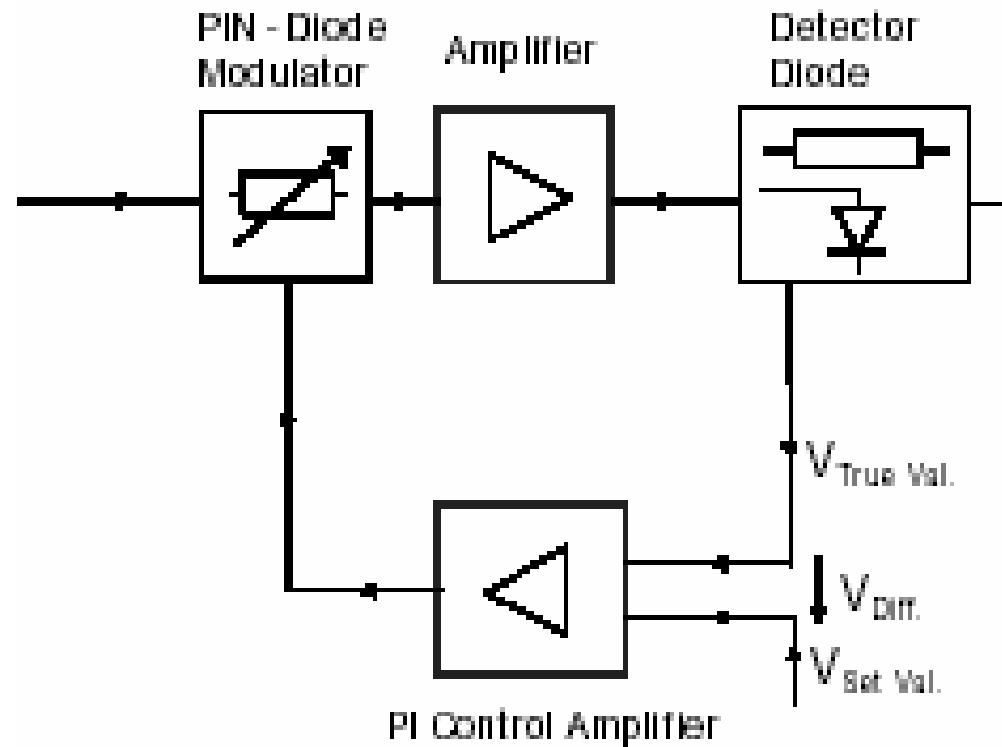 PIN - Diode
Modulator
Amplifier
Detector
Diode
V True Val.
V Diff.
V Set Val.
PI Control Amplifier